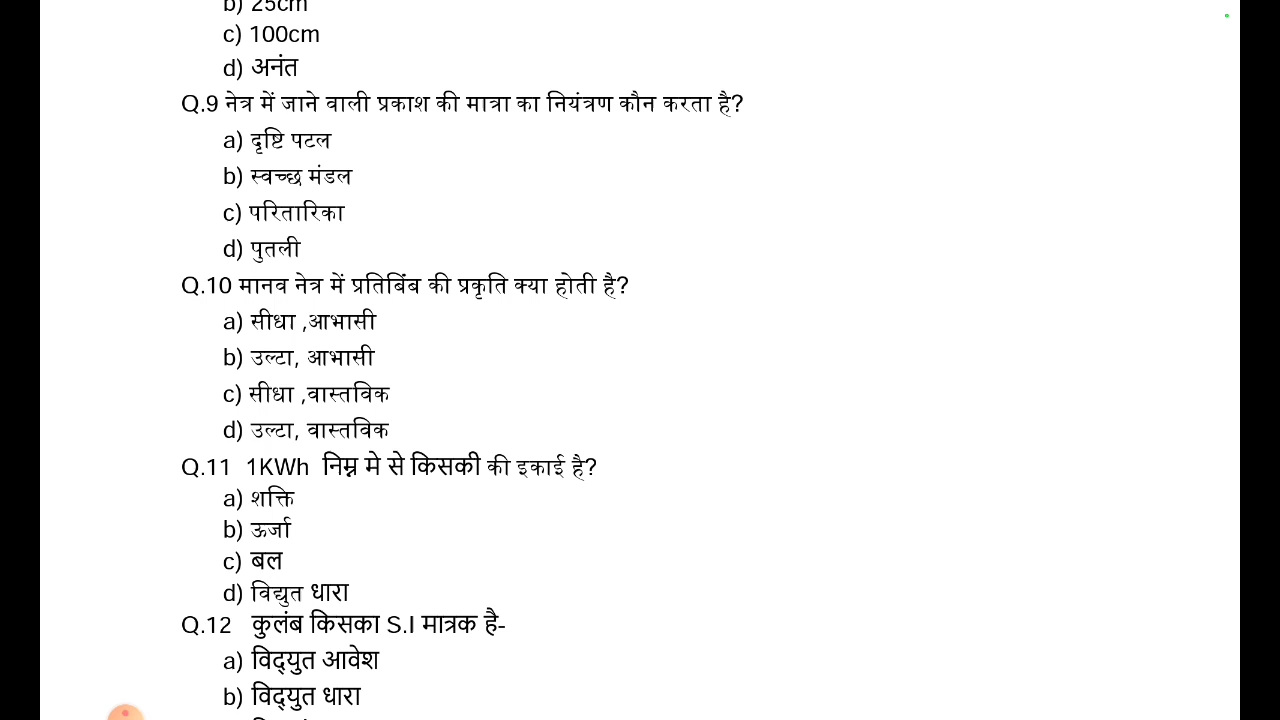 b) 25cm
c) 100cm
d) अनंत
Q.9 नेत्र में जाने वाली प्रकाश की मात्रा का नियंत्रण कौन करता है?
a) दृष्टि पटल
b) स्वच्छ मंडल
c) परितारिका
d) पुतली
Q.10 मानव नेत्र में प्रतिबिंब की प्रकृति क्या होती है?
a) सीधा ,आभासी
b) उल्टा, आभासी
c) सीधा ,वास्तविक
d) उल्टा, वास्तविक
Q.11 1KWh निम्न मे से किसकी की इकाई है?
a) शक्ति
b) ऊर्जा
c) बल
d) विद्युत धारा
Q.12 कुलंब किसका S.I मात्रक है-
a) विद्युत आवेश
b) विद्युत धारा